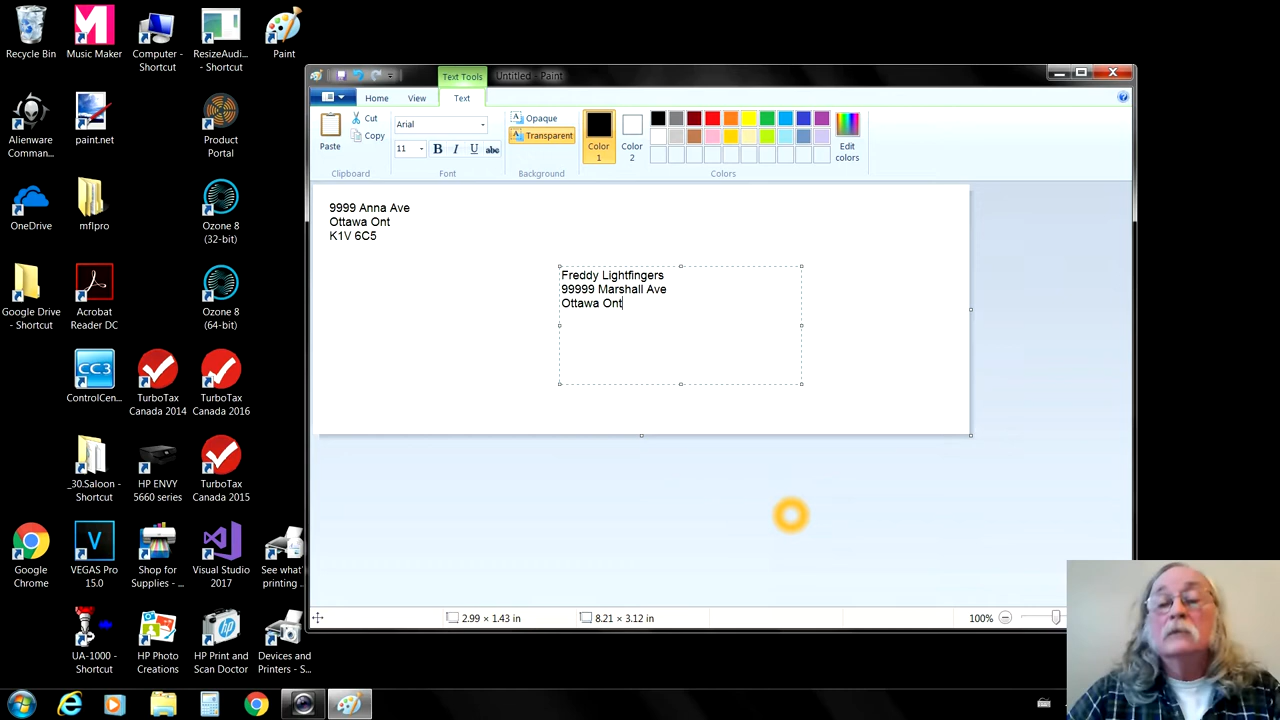 Recycle Bin
Music Maker
Computer -
Shortcut
ResizeAudi...
- Shortcut
Paint
Alienware
Comman...
paint.net
Product
Portal
OneDrive
mflpro
Ozone 8
(32-bit)
Google Drive
- Shortcut
Acrobat
Reader DC
Ozone 8
(64-bit)
CC3
ControlCen...
TurboTax
Canada 2014
TurboTax
Canada 2016
_30.Saloon -
Shortcut
HP ENVY
5660 series
TurboTax
Canada 2015
Google
Chrome
VEGAS Pro
15.0
Shop for
Supplies - ...
Visual Studio
2017
See what'
printing ...
UA-1000 -
Shortcut
HP Photo
Creations
HP Print and
Scan Doctor
Devices and
Printers - S...
Text Tools
Untitled - Paint
Home
View
Text
Paste
Cut
Copy
Clipboard
Arial
11
B I U abc
Font
Opaque
Transparent
Background
Color
1
Color
2
Edit
colors
Colors
9999 Anna Ave
Ottawa Ont
K1V 6C5
Freddy Lightfingers
99999 Marshall Ave
Ottawa Ont
2.99 × 1.43 in
8.21 × 3.12 in
100%